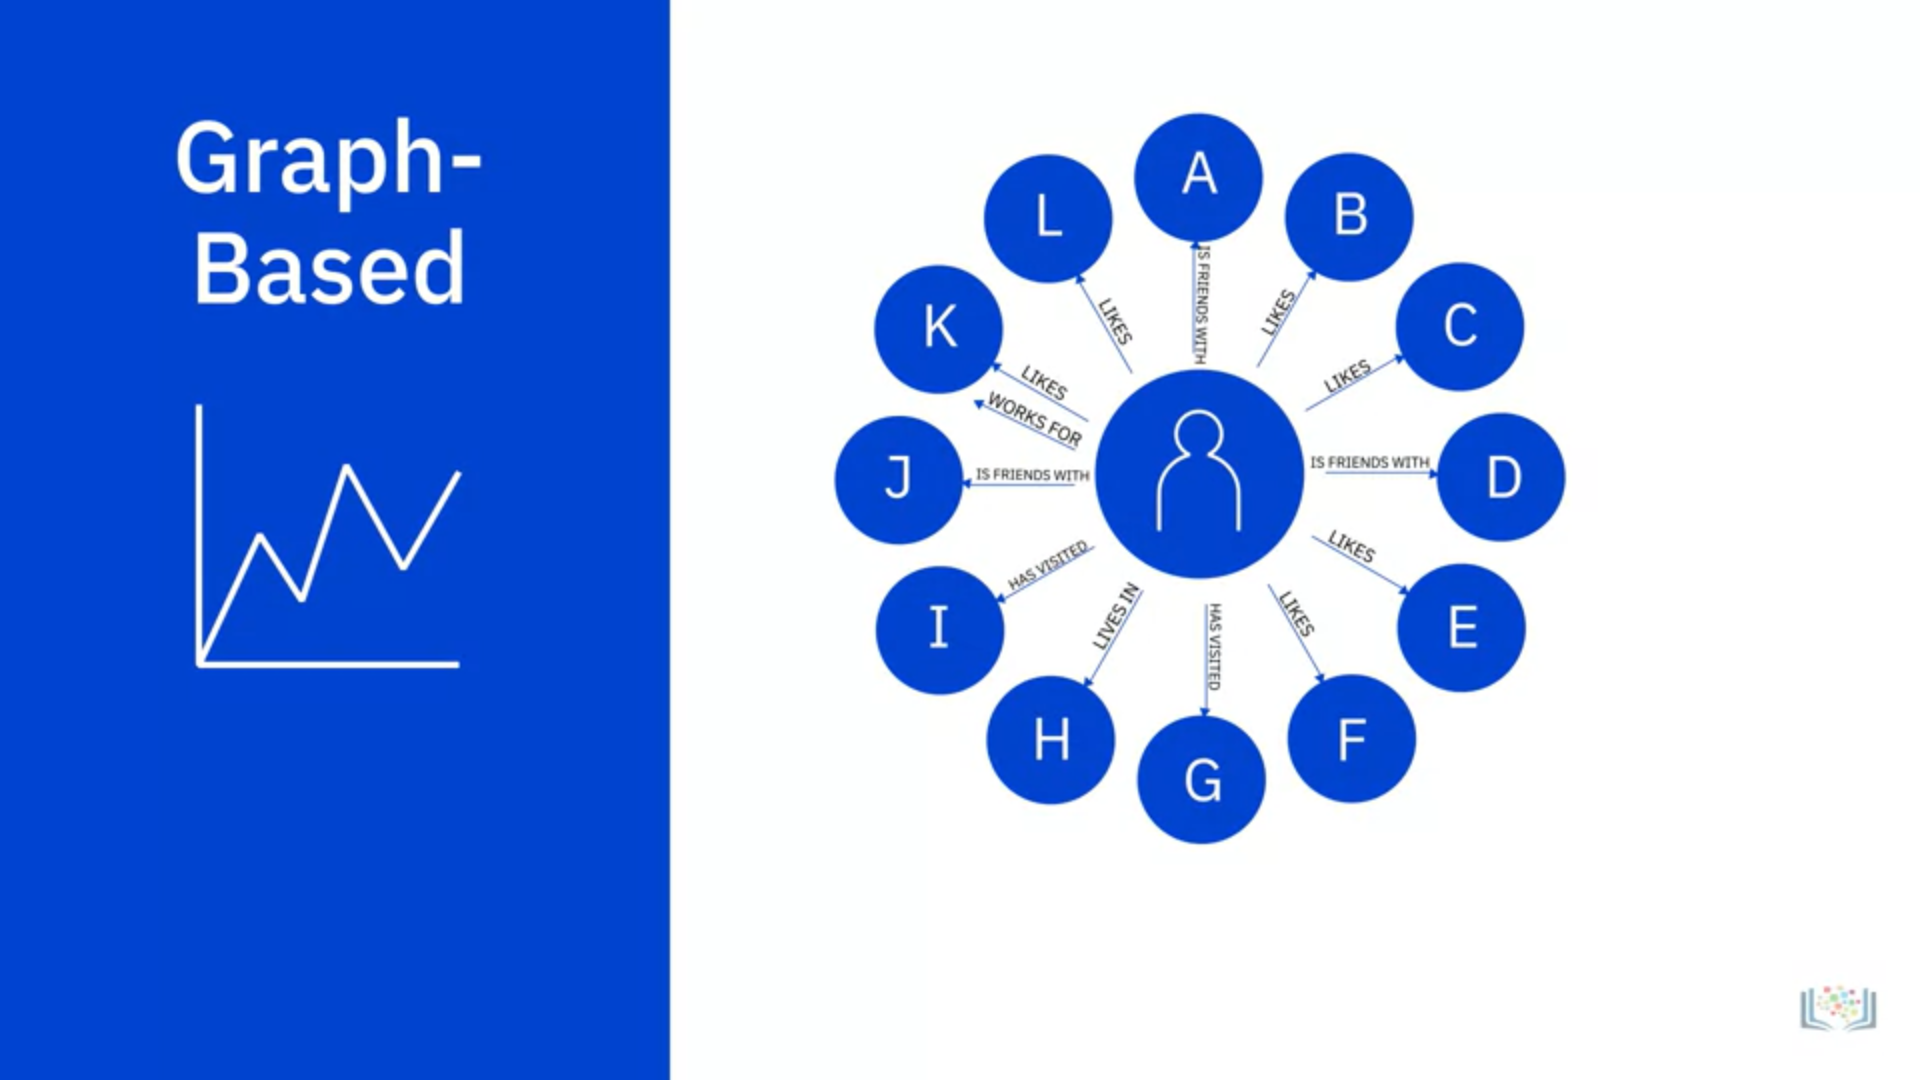 Graph-
Based
A
IS FRIENDS WITH
B
LIKES
C
LIKES
D
IS FRIENDS WITH
E
LIKES
F
LIKES
G
HAS VISITED
H
LIVES IN
I
HAS VISITED
J
IS FRIENDS WITH
K
LIKES
WORKS FOR
L
LIKES